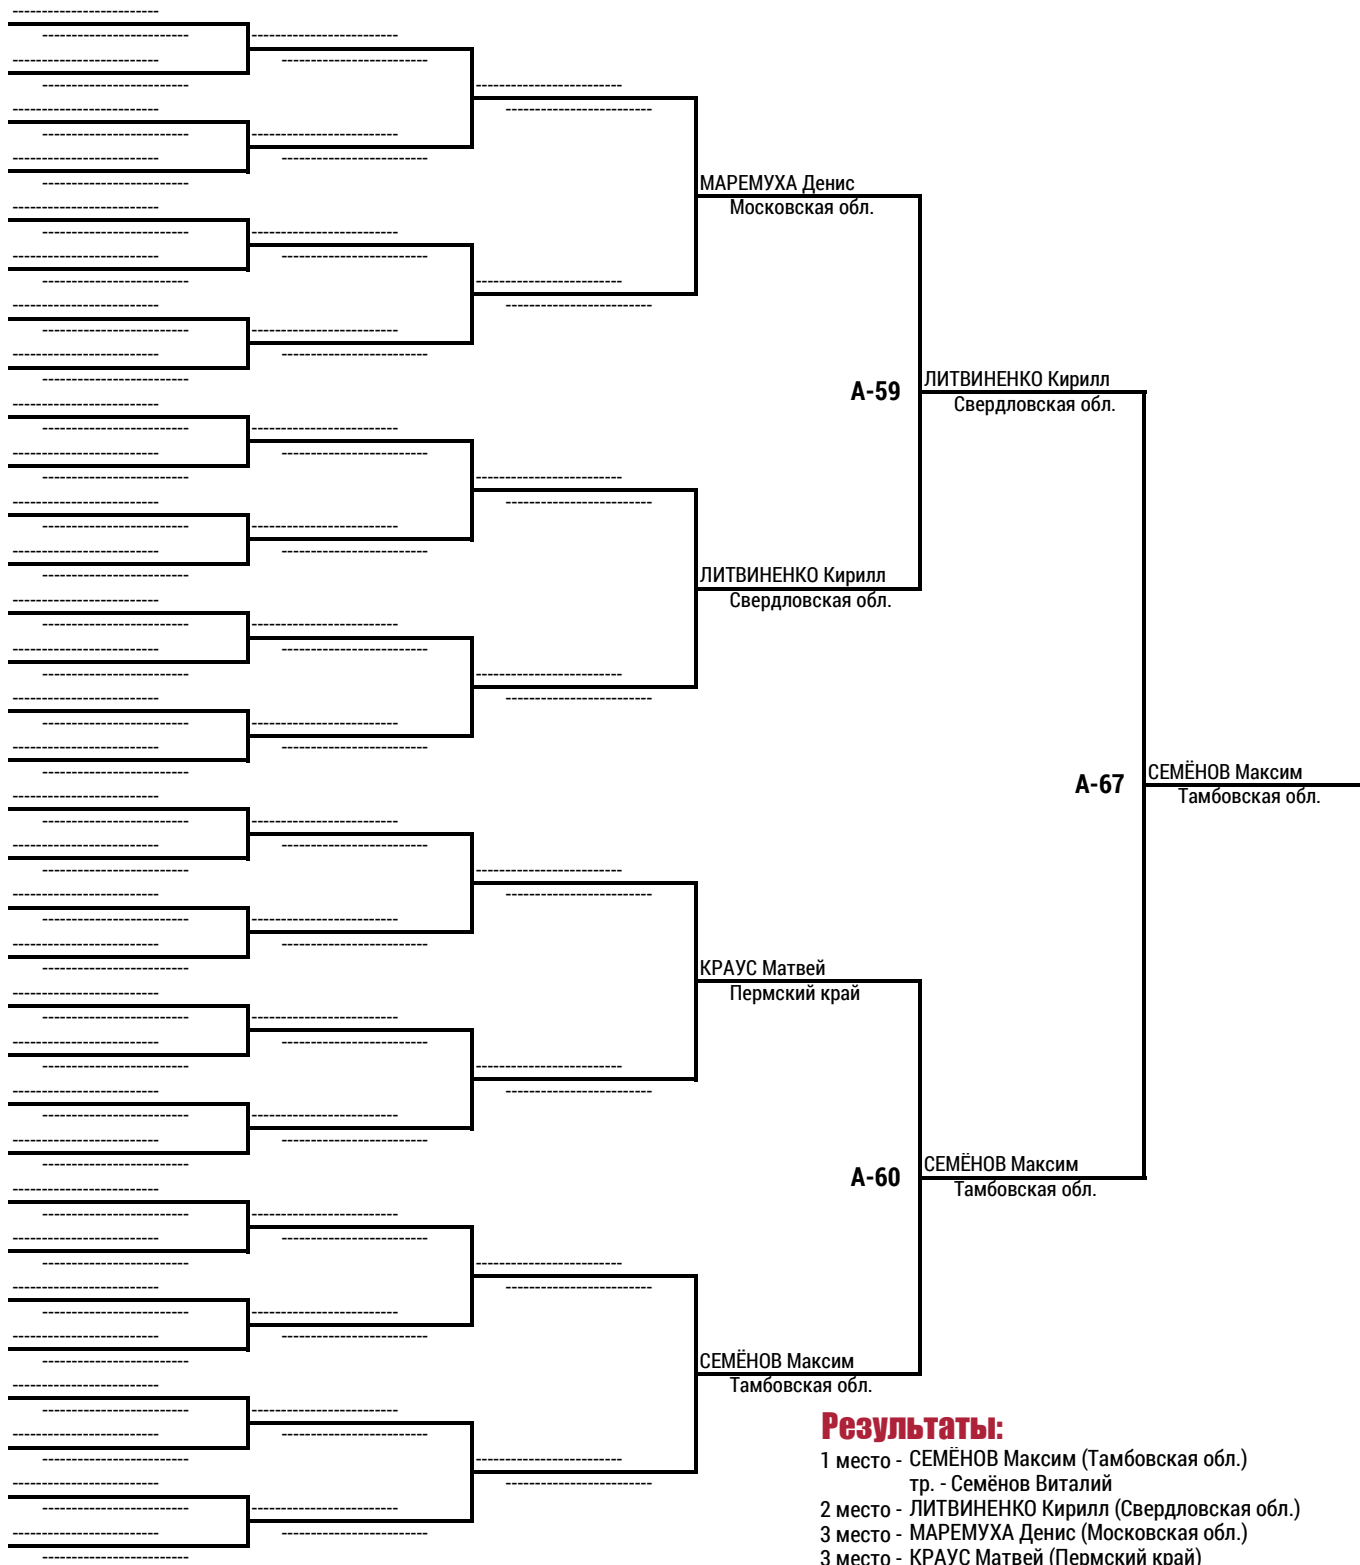 МАРЕМУХА Денис
Московская обл.
А-59
ЛИТВИНЕНКО Кирилл
Свердловская обл.
ЛИТВИНЕНКО Кирилл
Свердловская обл.
А-67
СЕМЁНОВ Максим
Тамбовская обл.
КРАУС Матвей
Пермский край
А-60
СЕМЁНОВ Максим
Тамбовская обл.
СЕМЁНОВ Максим
Тамбовская обл.
Результаты:
1 место - СЕМЁНОВ Максим (Тамбовская обл.)
тр. - Семёнов Виталий
2 место - ЛИТВИНЕНКО Кирилл (Свердловская обл.)
3 место - МАРЕМУХА Денис (Московская обл.)
3 место - КРАУС Матвей (Пермский край)